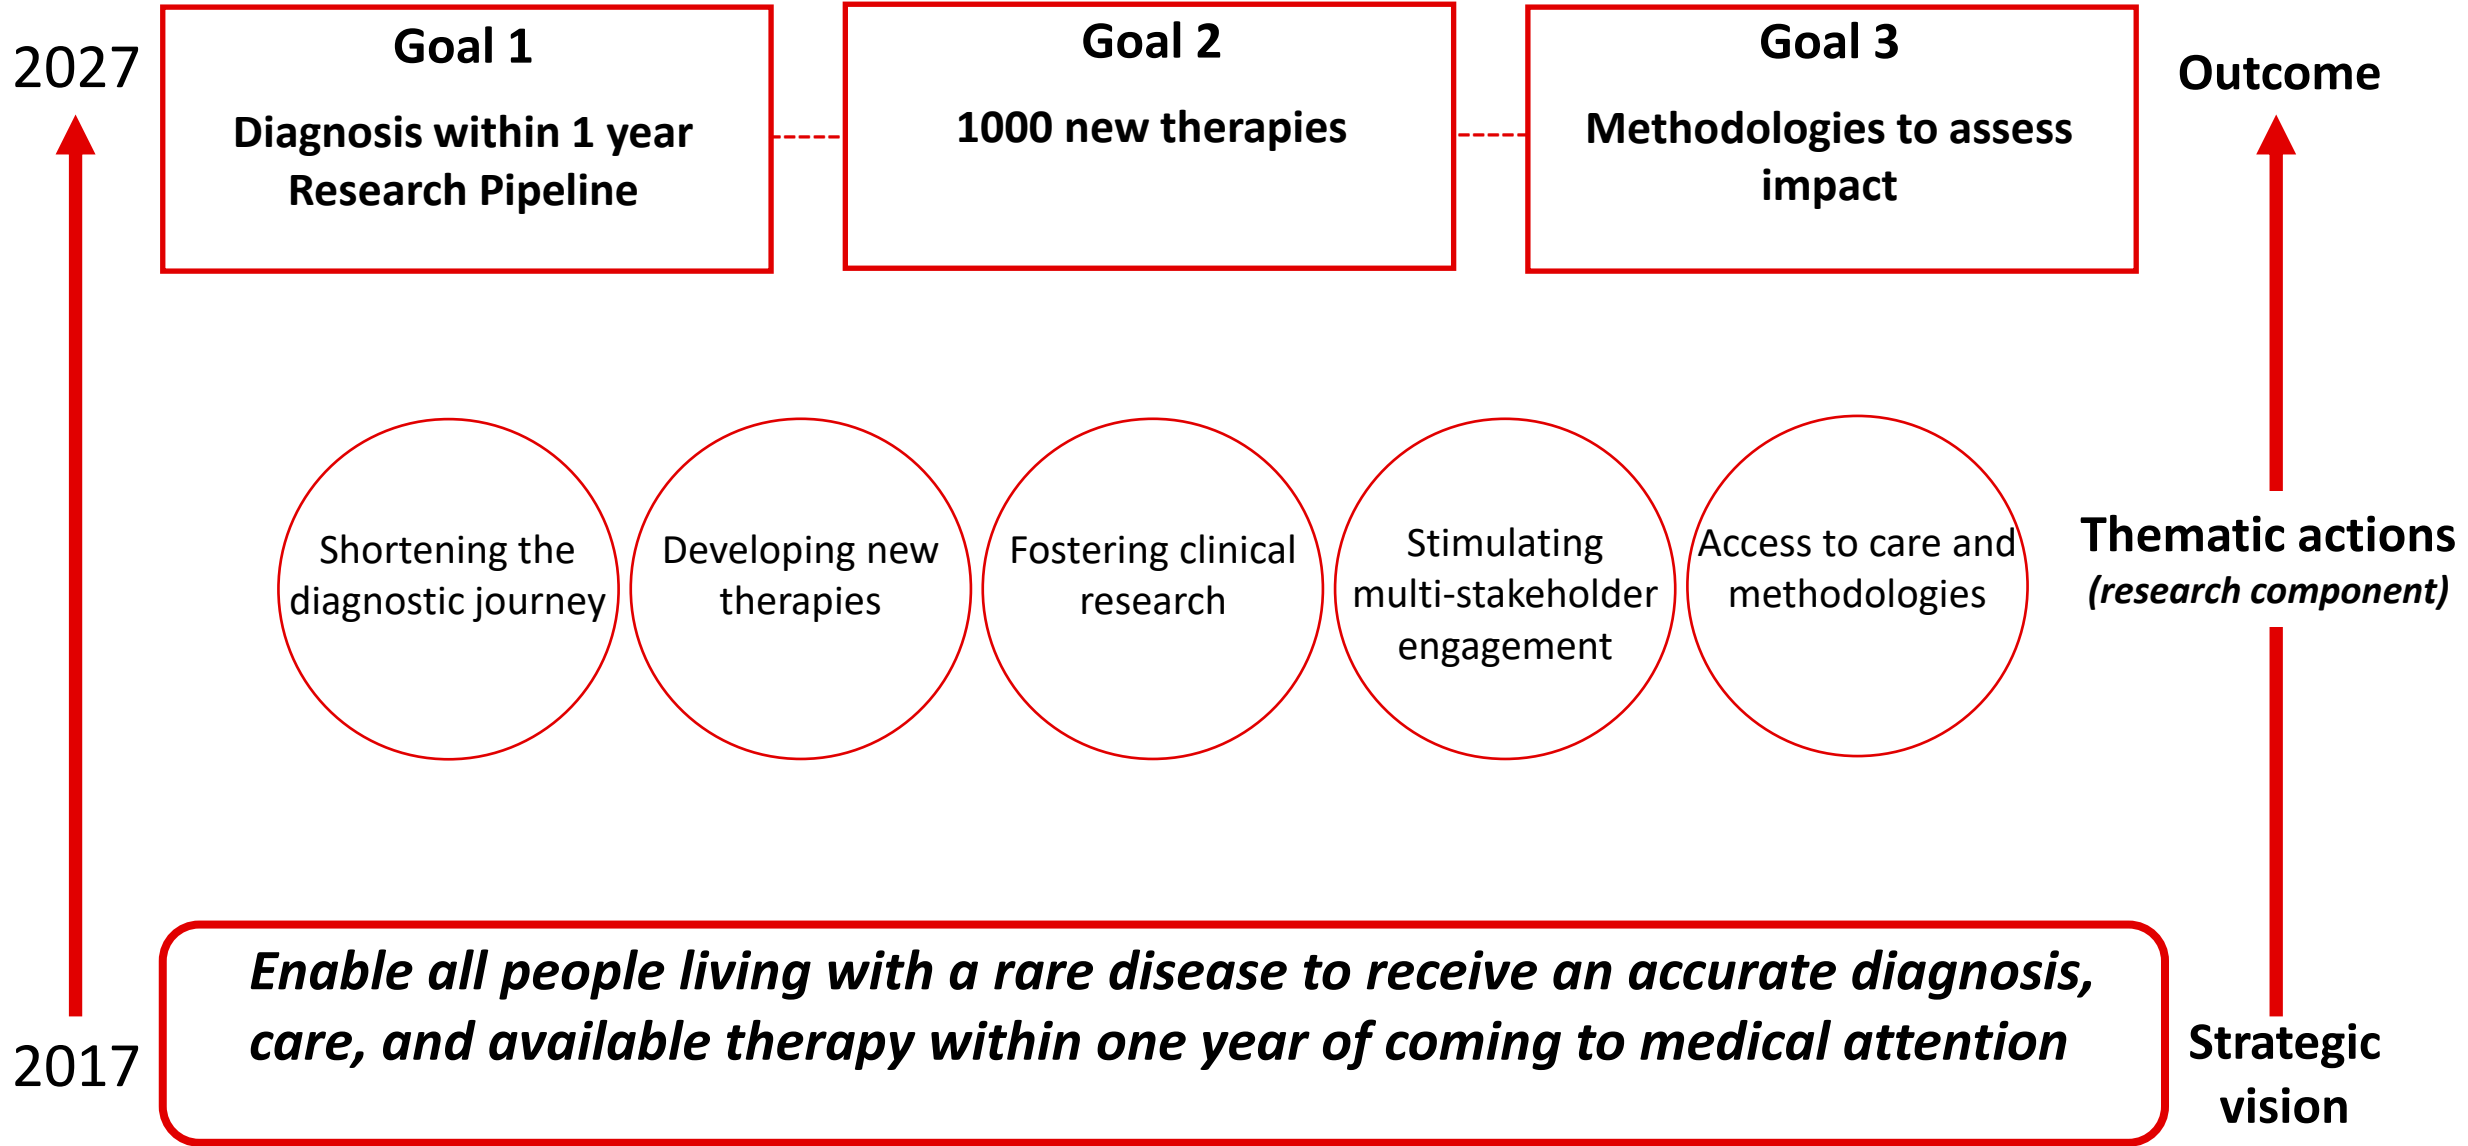 2027
Goal 1
Diagnosis within 1 year
Research Pipeline
Goal 2
1000 new therapies
Goal 3
Methodologies to assess
impact
Outcome
Shortening the
diagnostic journey
Developing new
therapies
Fostering clinical
research
Stimulating
multi-stakeholder
engagement
Access to care and
methodologies
Thematic actions
(research component)
2017
Enable all people living with a rare disease to receive an accurate diagnosis,
care, and available therapy within one year of coming to medical attention
Strategic
vision